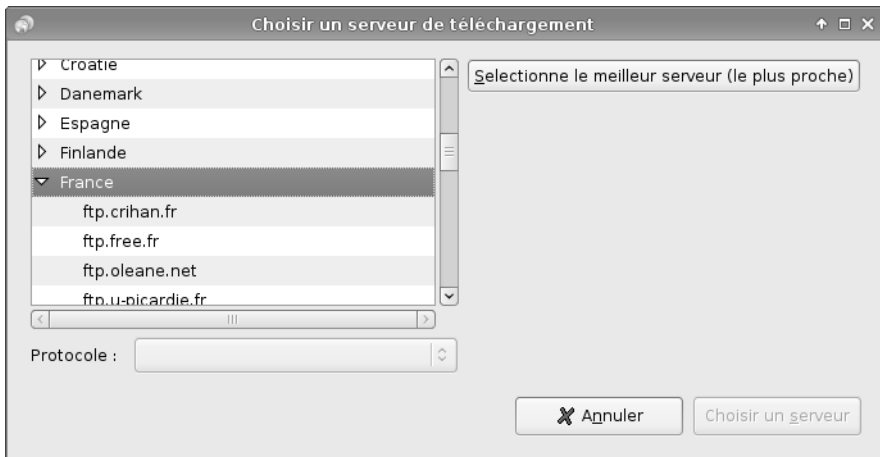 Choisir un serveur de téléchargement
Croatie
Danemark
Espagne
Finlande
France
ftp.crihan.fr
ftp.free.fr
ftp.oleane.net
ftp.u-picardie.fr
Selectionne le meilleur serveur (le plus proche)
Protocole :
Annuler
Choisir un serveur